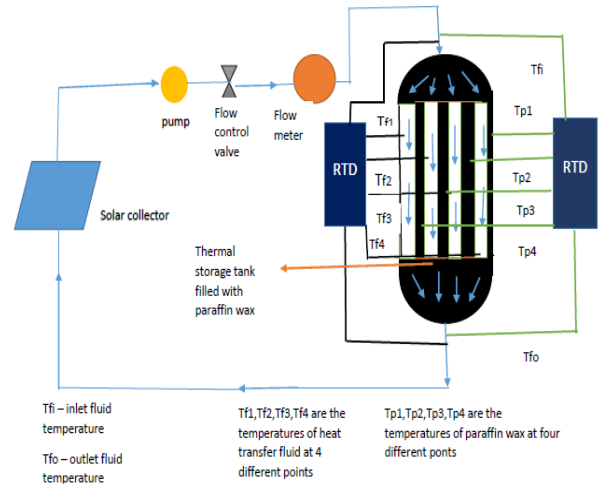 Tfi
pump
Flow
control
valve
Flow
meter
Tf1
Tp1
RTD
RTD
Tf2
Tp2
Solar collector
Tf3
Tp3
Tf4
Tp4
Thermal
storage tank
filled with
paraffin wax
Tfo
Tfi – inlet fluid
temperature
Tfo – outlet fluid
temperature
Tf1,Tf2,Tf3,Tf4 are the
temperatures of heat
transfer fluid at 4
different points
Tp1,Tp2,Tp3,Tp4 are the
temperatures of paraffin wax at four
different ponts